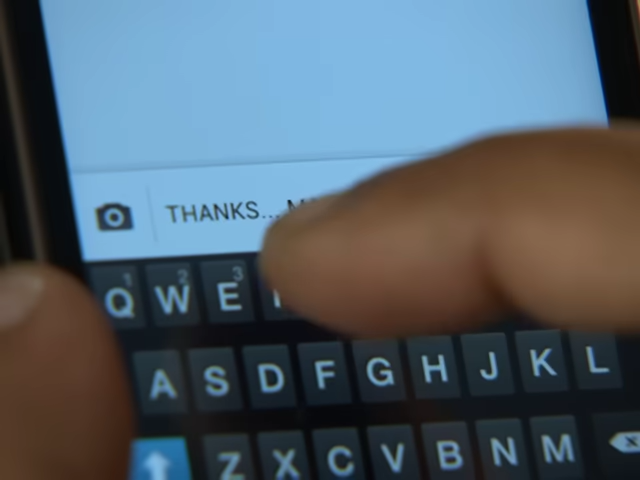 THANKS...
1 2 3
Q W E
A S D F G H J K L
Z X C V B N M